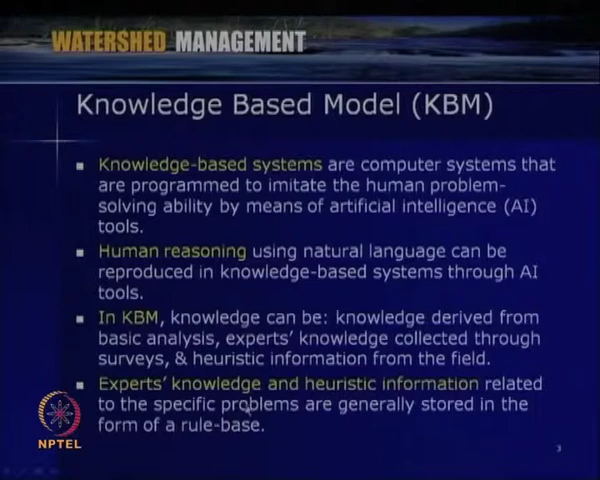 WATERSHED MANAGEMENT
Knowledge Based Model (KBM)
Knowledge-based systems are computer systems that
are programmed to imitate the human problem-
solving ability by means of artificial intelligence (AI)
tools.
Human reasoning using natural language can be
reproduced in knowledge-based systems through AI
tools.
In KBM, knowledge can be: knowledge derived from
basic analysis, experts' knowledge collected through
surveys, & heuristic information from the field.
Experts' knowledge and heuristic information related
to the specific problems are generally stored in the
form of a rule-base.
NPTEL
3